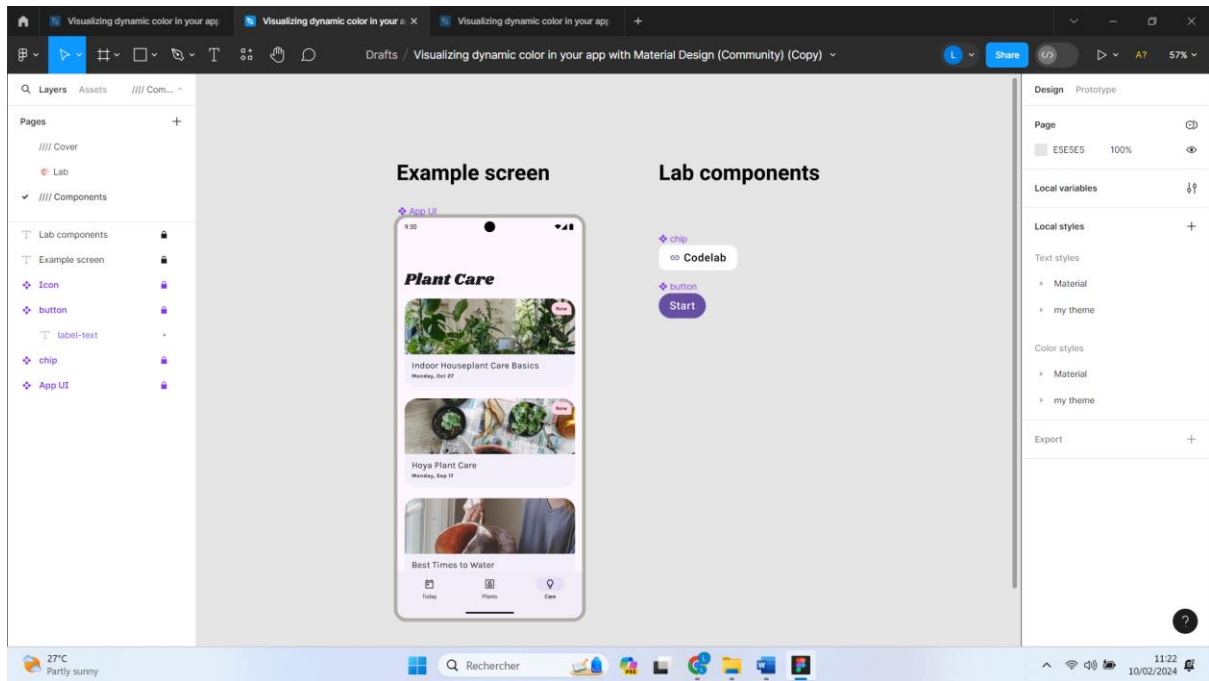 Visualizing dynamic color in your app
Visualizing dynamic color in your a
Visualizing dynamic color in your app
Drafts / Visualizing dynamic color in your app with Material Design (Community) (Copy)
L
Share
A?
57%
Layers
Assets
//// Com...
Pages
//// Cover
Lab
//// Components
Lab components
Example screen
Icon
button
label-text
chip
App UI
Example screen
App UI
9:30
Plant Care
New
Indoor Houseplant Care Basics
Monday, Oct 27
New
Hoya Plant Care
Monday, Sep 17
Best Times to Water
Today
Plants
Care
Lab components
chip
Codelab
button
Start
Design
Prototype
Page
E5E5E5
100%
Local variables
Local styles
Text styles
Material
my theme
Color styles
Material
my theme
Export
?
27°C
Partly sunny
Rechercher
11:22
10/02/2024